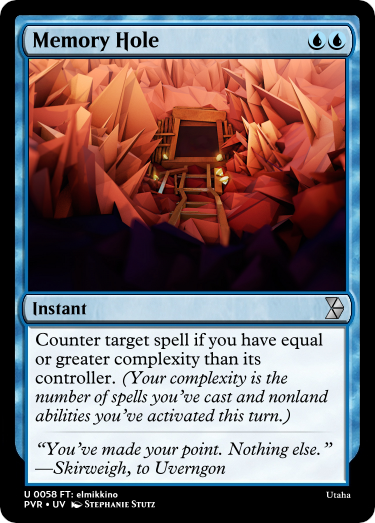 Memory Hole
Instant
Counter target spell if you have equal
or greater complexity than its
controller. (Your complexity is the
number of spells you've cast and nonland
abilities you've activated this turn.)
“You've made your point. Nothing else.”
—Skirweigh, to Uverngon
U 0058 FT: elmikkino
PVR • UV Stephanie Stutz
Utaha